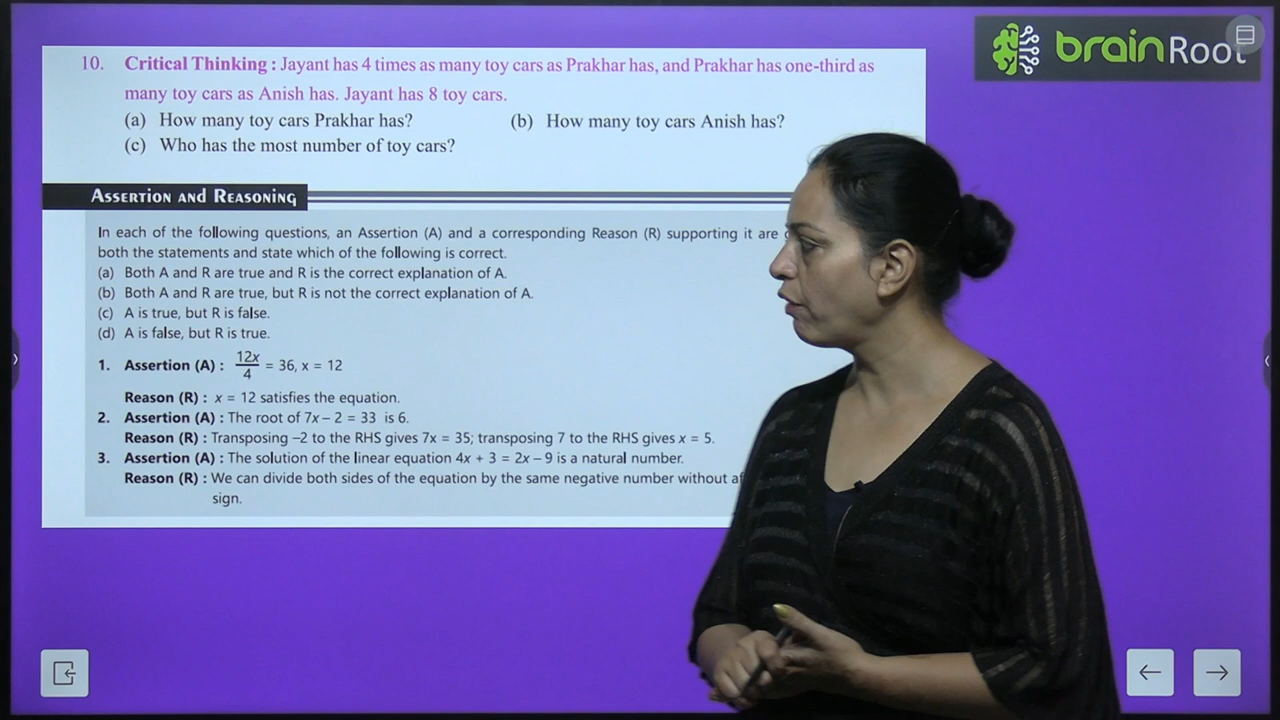 brainRoot
10. Critical Thinking : Jayant has 4 times as many toy cars as Prakhar has, and Prakhar has one-third as
many toy cars as Anish has. Jayant has 8 toy cars.
(a) How many toy cars Prakhar has? (b) How many toy cars Anish has?
(c) Who has the most number of toy cars?
ASSERTION AND REASONING
In each of the following questions, an Assertion (A) and a corresponding Reason (R) supporting it are
both the statements and state which of the following is correct.
(a) Both A and R are true and R is the correct explanation of A.
(b) Both A and R are true, but R is not the correct explanation of A.
(c) A is true, but R is false.
(d) A is false, but R is true.
1. Assertion (A) : 12x/4 = 36, x = 12
Reason (R) : x = 12 satisfies the equation.
2. Assertion (A) : The root of 7x – 2 = 33 is 6.
Reason (R) : Transposing –2 to the RHS gives 7x = 35; transposing 7 to the RHS gives x = 5.
3. Assertion (A) : The solution of the linear equation 4x + 3 = 2x – 9 is a natural number.
Reason (R) : We can divide both sides of the equation by the same negative number without
sign.